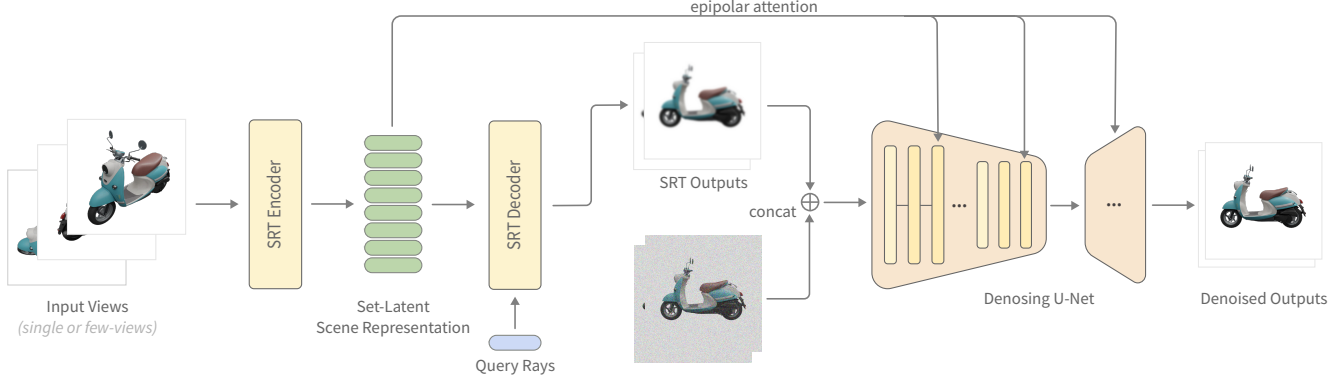 epipolar attention
Input Views
(single or few-views)
SRT Encoder
Set-Latent
Scene Representation
SRT Decoder
Query Rays
SRT Outputs
concat
...
...
Denosing U-Net
Denoised Outputs